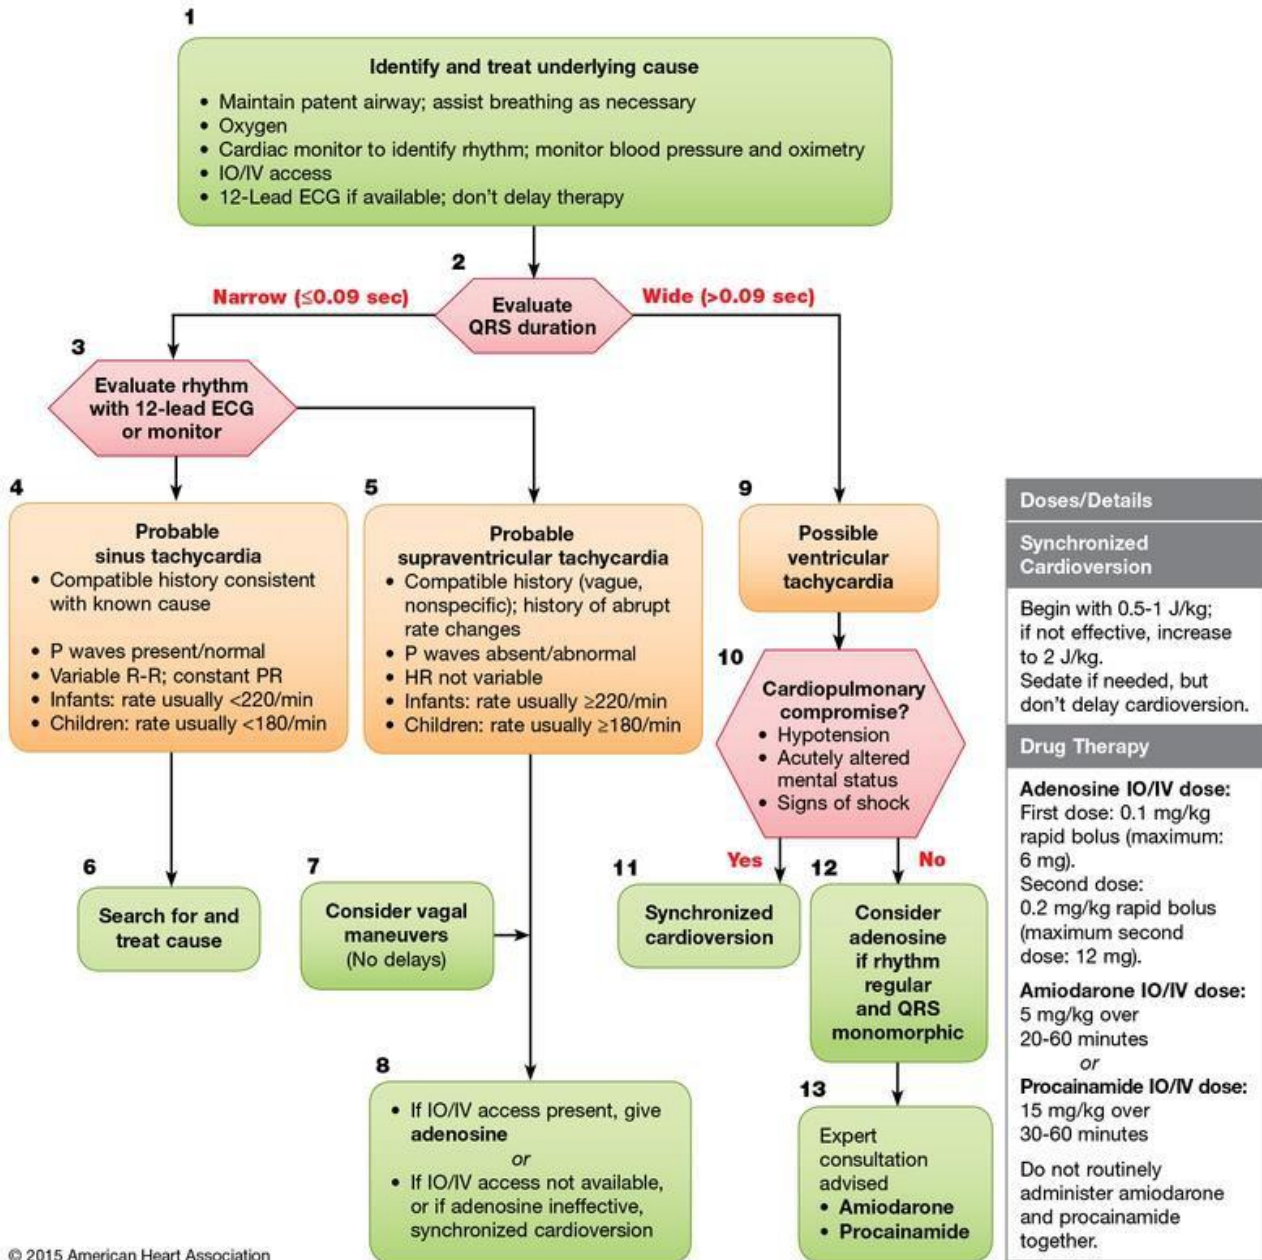 1
Identify and treat underlying cause
• Maintain patent airway; assist breathing as necessary
• Oxygen
• Cardiac monitor to identify rhythm; monitor blood pressure and oximetry
• IO/IV access
• 12-Lead ECG if available; don't delay therapy
2
Evaluate
QRS duration
Narrow (≤0.09 sec)
Wide (>0.09 sec)
3
Evaluate rhythm
with 12-lead ECG
or monitor
4
Probable
sinus tachycardia
• Compatible history consistent
with known cause
• P waves present/normal
• Variable R-R; constant PR
• Infants: rate usually <220/min
• Children: rate usually <180/min
5
Probable
supraventricular tachycardia
• Compatible history (vague,
nonspecific); history of abrupt
rate changes
• P waves absent/abnormal
• HR not variable
• Infants: rate usually ≥220/min
• Children: rate usually ≥180/min
9
Possible
ventricular
tachycardia
10
Cardiopulmonary
compromise?
• Hypotension
• Acutely altered
mental status
• Signs of shock
Yes
No
6
Search for and
treat cause
7
Consider vagal
maneuvers
(No delays)
11
Synchronized
cardioversion
12
Consider
adenosine
if rhythm
regular
and QRS
monomorphic
8
• If IO/IV access present, give
adenosine
or
• If IO/IV access not available,
or if adenosine ineffective,
synchronized cardioversion
13
Expert
consultation
advised
• Amiodarone
• Procainamide
Doses/Details
Synchronized
Cardioversion
Begin with 0.5-1 J/kg;
if not effective, increase
to 2 J/kg.
Sedate if needed, but
don't delay cardioversion.
Drug Therapy
Adenosine IO/IV dose:
First dose: 0.1 mg/kg
rapid bolus (maximum:
6 mg).
Second dose:
0.2 mg/kg rapid bolus
(maximum second
dose: 12 mg).
Amiodarone IO/IV dose:
5 mg/kg over
20-60 minutes
or
Procainamide IO/IV dose:
15 mg/kg over
30-60 minutes
Do not routinely
administer amiodarone
and procainamide
together.
© 2015 American Heart Association